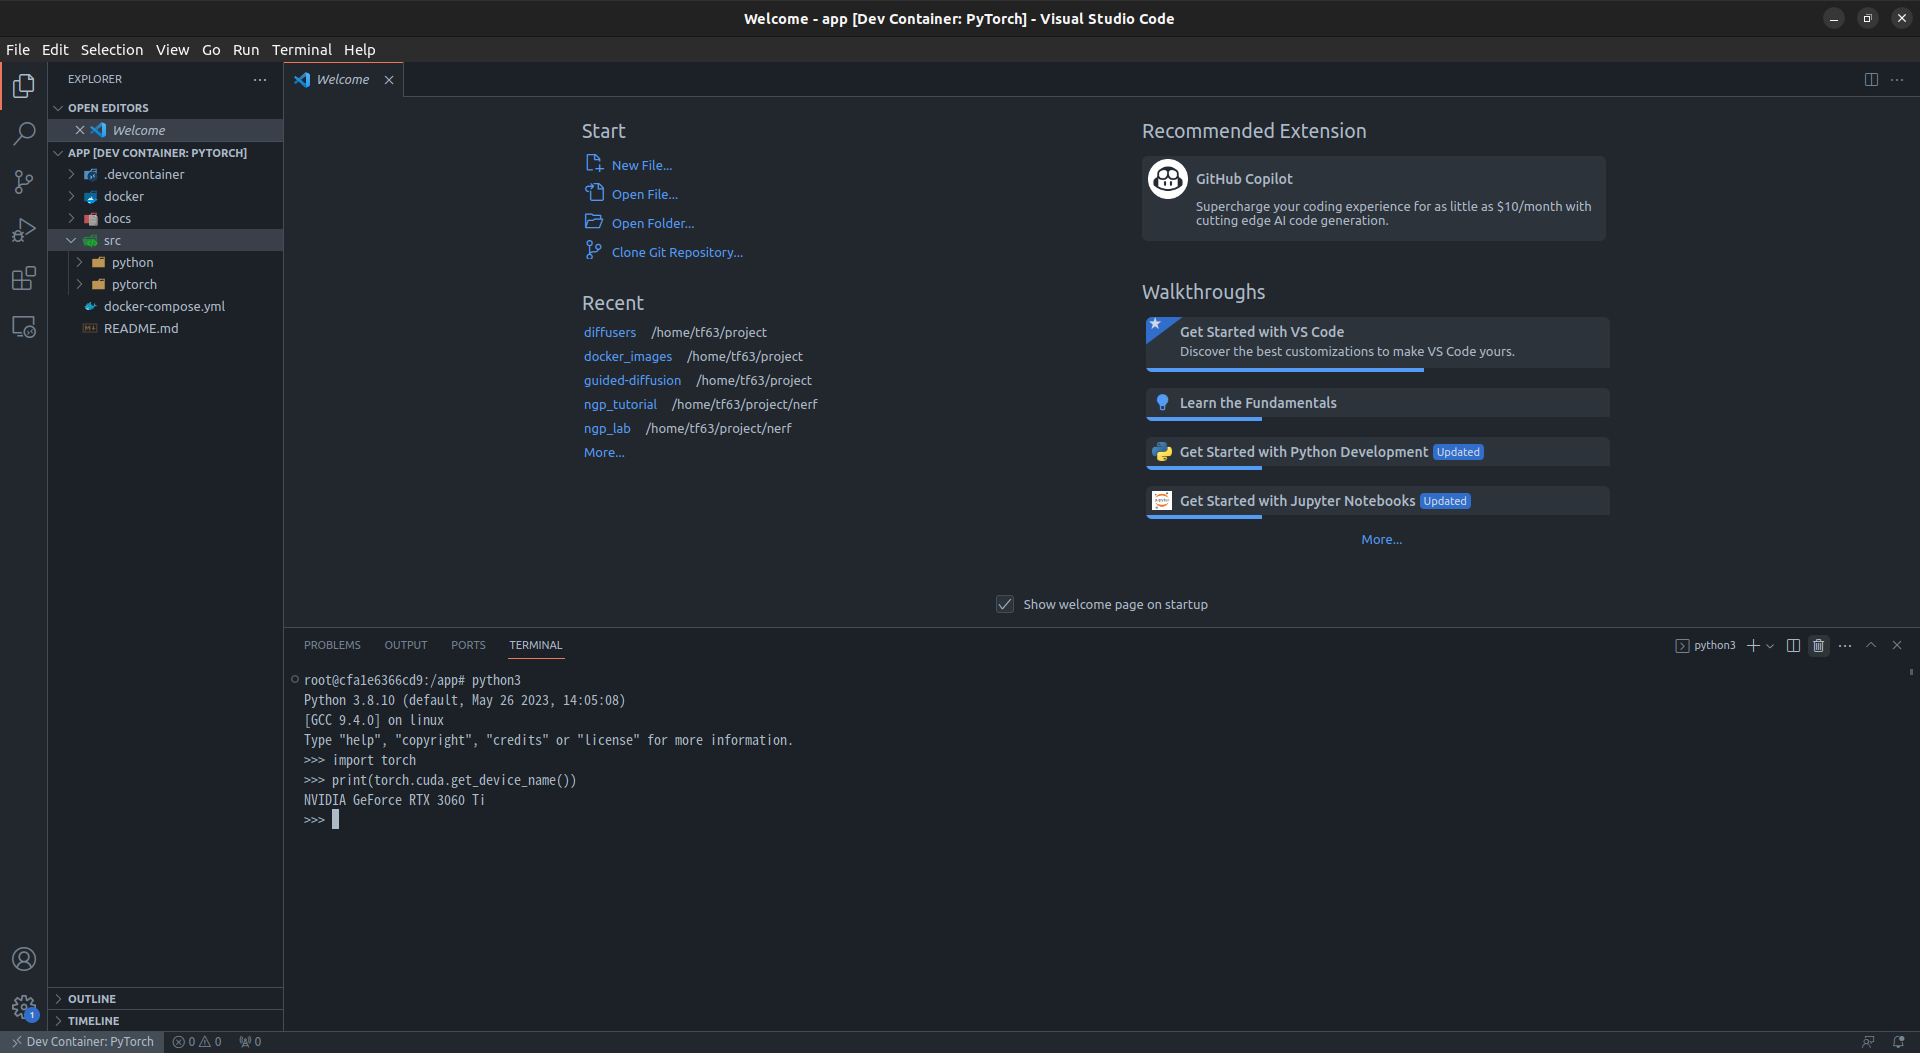 Welcome - app [Dev Container: PyTorch] - Visual Studio Code
File Edit Selection View Go Run Terminal Help
EXPLORER
OPEN EDITORS
Welcome
APP [DEV CONTAINER: PYTORCH]
.devcontainer
docker
docs
src
python
pytorch
docker-compose.yml
README.md
OUTLINE
TIMELINE
Welcome
Start
New File...
Open File...
Open Folder...
Clone Git Repository...
Recent
diffusers /home/tf63/project
docker_images /home/tf63/project
guided-diffusion /home/tf63/project
ngp_tutorial /home/tf63/project/nerf
ngp_lab /home/tf63/project/nerf
More...
Recommended Extension
GitHub Copilot
Supercharge your coding experience for as little as $10/month with
cutting edge AI code generation.
Walkthroughs
Get Started with VS Code
Discover the best customizations to make VS Code yours.
Learn the Fundamentals
Get Started with Python Development Updated
Get Started with Jupyter Notebooks Updated
More...
Show welcome page on startup
PROBLEMS OUTPUT PORTS TERMINAL
python3
root@cfa1e6366cd9:/app# python3
Python 3.8.10 (default, May 26 2023, 14:05:08)
[GCC 9.4.0] on linux
Type "help", "copyright", "credits" or "license" for more information.
>>> import torch
>>> print(torch.cuda.get_device_name())
NVIDIA GeForce RTX 3060 Ti
>>>
1
Dev Container: PyTorch 0 0 0